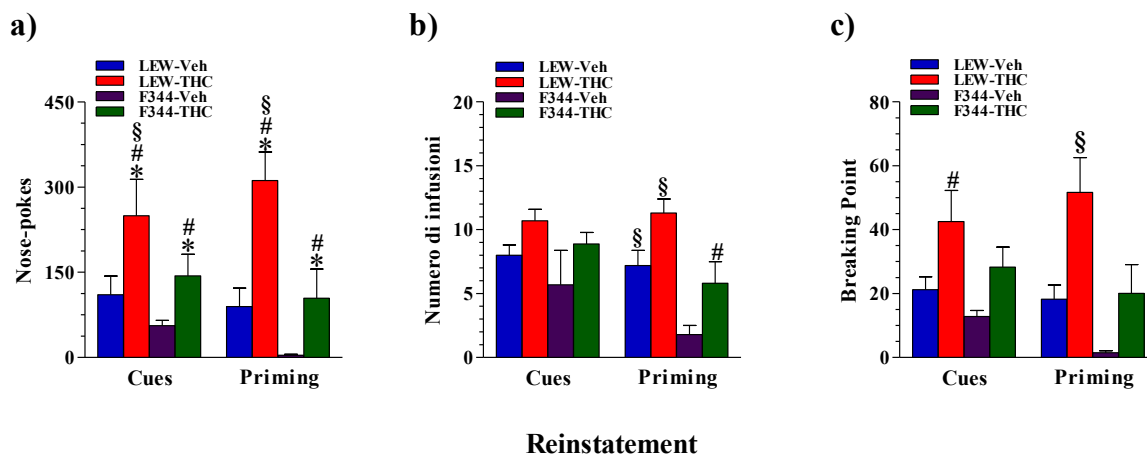 a)
LEW-Veh
LEW-THC
F344-Veh
F344-THC
450
300
150
0
Nose-pokes
§
#
*
#
*
§
#
*
#
*
Cues
Priming
b)
LEW-Veh
LEW-THC
F344-Veh
F344-THC
20
15
10
5
0
Numero di infusioni
§
§
#
Cues
Priming
c)
LEW-Veh
LEW-THC
F344-Veh
F344-THC
80
60
40
20
0
Breaking Point
#
§
Cues
Priming
Reinstatement